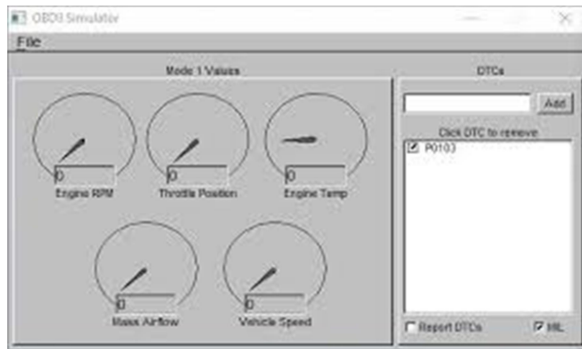 OBDII Simulator
File
Mode 1 Values
DTCs
Add
Click DTC to remove
P0103
0
Engine RPM
0
Throttle Position
0
Engine Temp
0
Mass Airflow
0
Vehicle Speed
Report DTCs
MIL